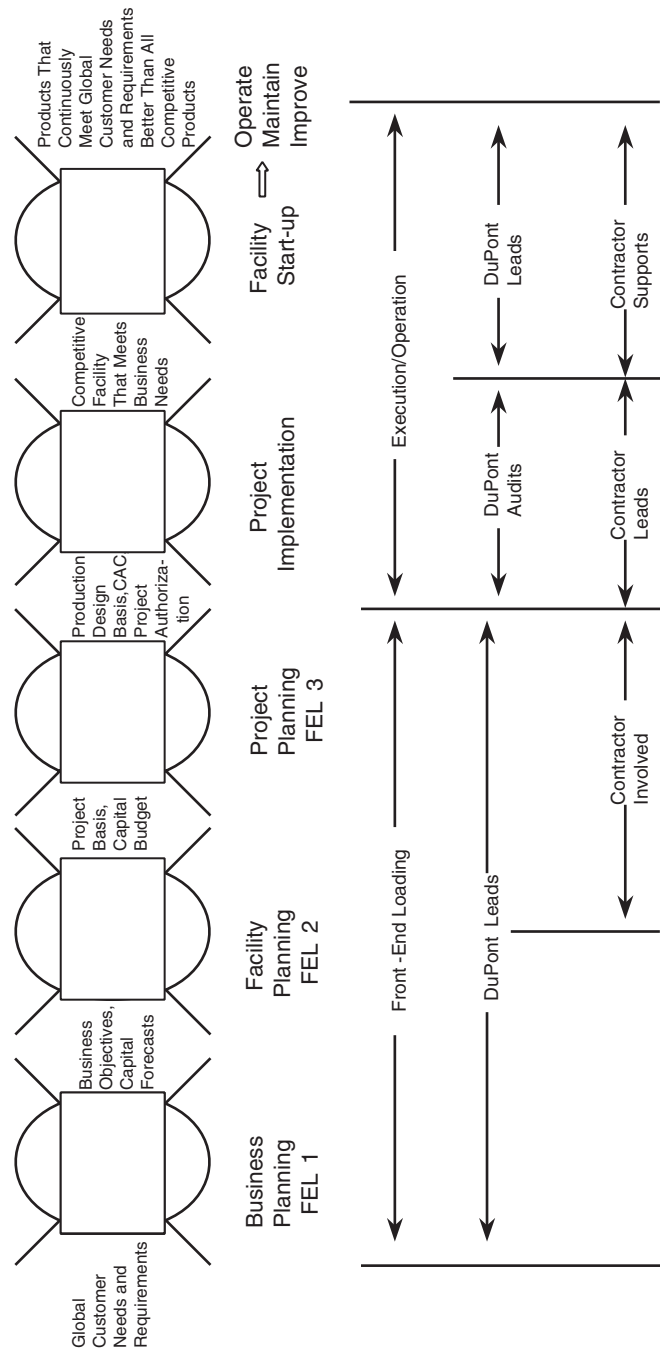 Global
Customer
Needs and
Requirements
Business
Objectives,
Capital
Forecasts
Project
Basis,
Capital
Budget
Production
Design
Basis,CAC,
Project
Authoriza-
tion
Competitive
Facility
That Meets
Business
Needs
Products That
Continuously
Meet Global
Customer Needs
and Requirements
Better Than All
Competitive
Products
Business
Planning
FEL 1
Facility
Planning
FEL 2
Project
Planning
FEL 3
Project
Implementation
Facility
Start-up
Operate
Maintain
Improve
Front-End Loading
Execution/Operation
DuPont Leads
DuPont
Audits
DuPont
Leads
Contractor
Involved
Contractor
Leads
Contractor
Supports